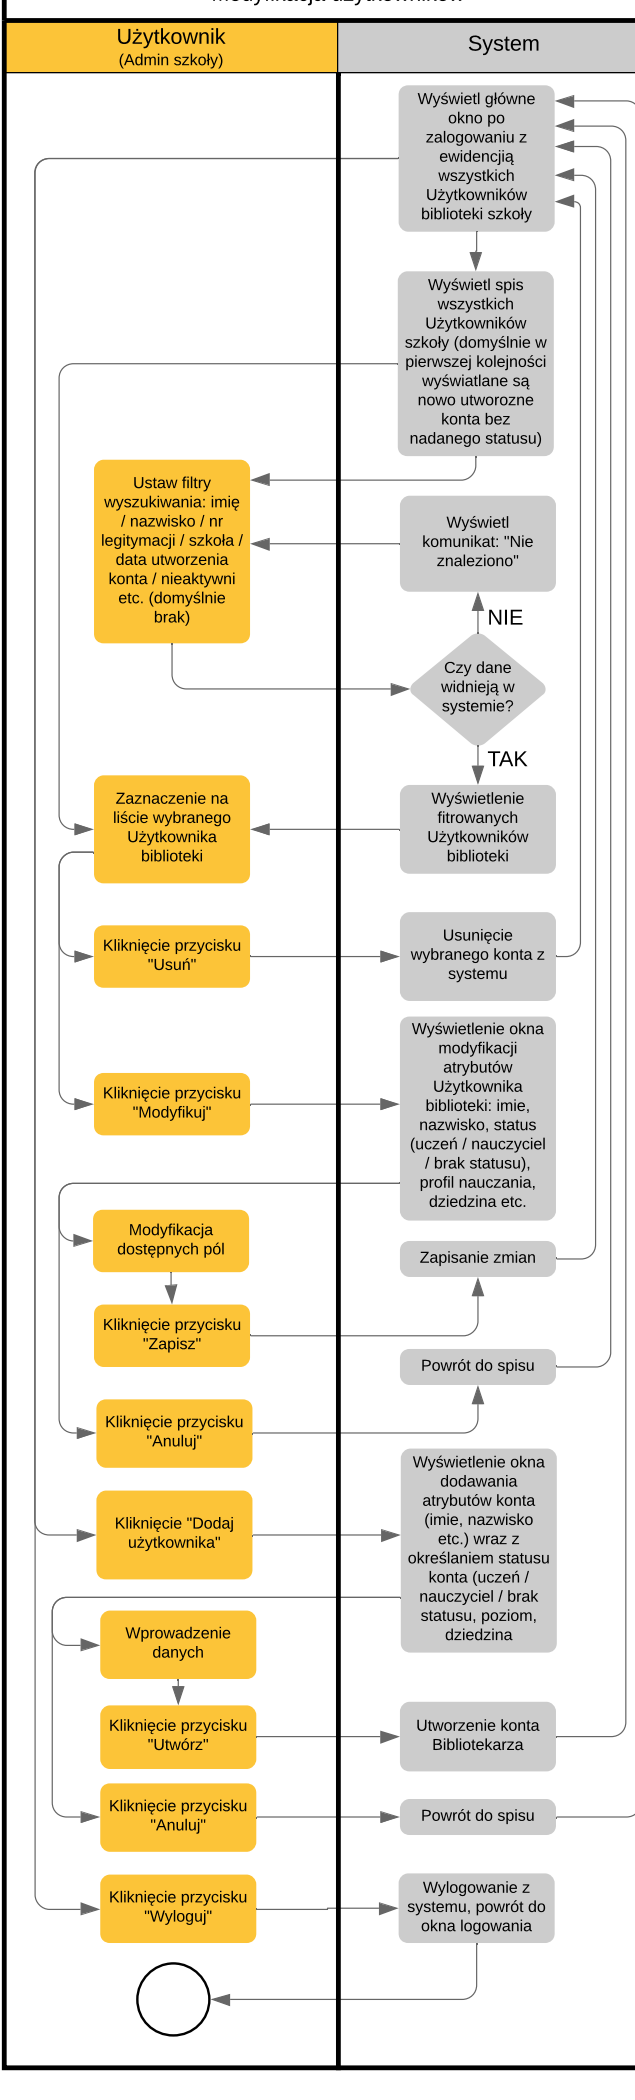 modyfikacja użytkowników
Użytkownik
(Admin szkoły)
System
Wyświetl główne
okno po
zalogowaniu z
ewidencjią
wszystkich
Użytkowników
biblioteki szkoły
Wyświetl spis
wszystkich
Użytkowników
szkoły (domyślnie w
pierwszej kolejności
wyświatlane są
nowo utworozne
konta bez
nadanego statusu)
Ustaw filtry
wyszukiwania: imię
/ nazwisko / nr
legitymacji / szkoła /
data utworzenia
konta / nieaktywni
etc. (domyślnie
brak)
Wyświetl
komunikat: "Nie
znaleziono"
NIE
Czy dane
widnieją w
systemie?
TAK
Zaznaczenie na
liście wybranego
Użytkownika
biblioteki
Wyświetlenie
fitrowanych
Użytkowników
biblioteki
Kliknięcie przycisku
"Usuń"
Usunięcie
wybranego konta z
systemu
Kliknięcie przycisku
"Modyfikuj"
Wyświetlenie okna
modyfikacji
atrybutów
Użytkownika
biblioteki: imie,
nazwisko, status
(uczeń / nauczyciel
/ brak statusu),
profil nauczania,
dziedzina etc.
Modyfikacja
dostępnych pól
Zapisanie zmian
Kliknięcie przycisku
"Zapisz"
Powrót do spisu
Kliknięcie przycisku
"Anuluj"
Kliknięcie "Dodaj
użytkownika"
Wyświetlenie okna
dodawania
atrybutów konta
(imie, nazwisko
etc.) wraz z
określaniem statusu
konta (uczeń /
nauczyciel / brak
statusu, poziom,
dziedzina
Wprowadzenie
danych
Kliknięcie przycisku
"Utwórz"
Utworzenie konta
Bibliotekarza
Kliknięcie przycisku
"Anuluj"
Powrót do spisu
Kliknięcie przycisku
"Wyloguj"
Wylogowanie z
systemu, powrót do
okna logowania